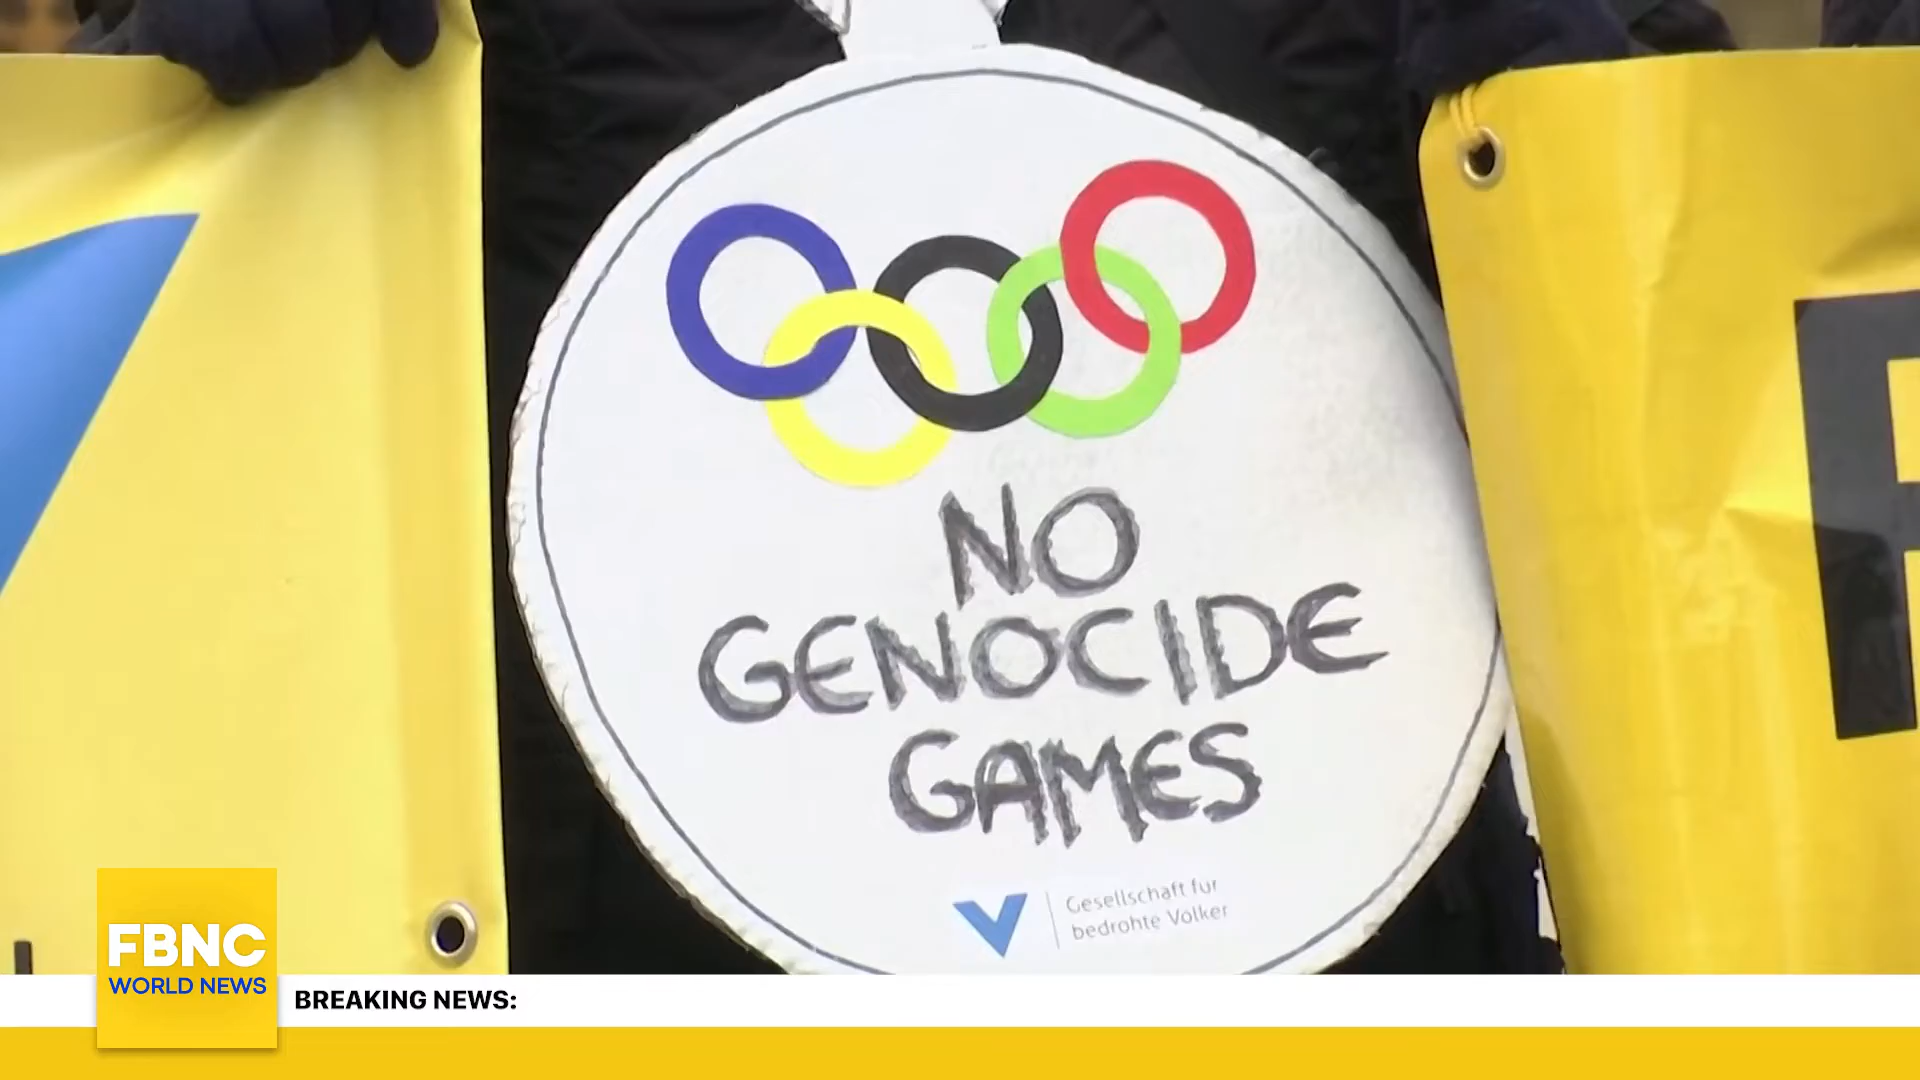 NO
GENOCIDE
GAMES
Gesellschaft für
bedrohte Völker
FBNC
WORLD NEWS
BREAKING NEWS: